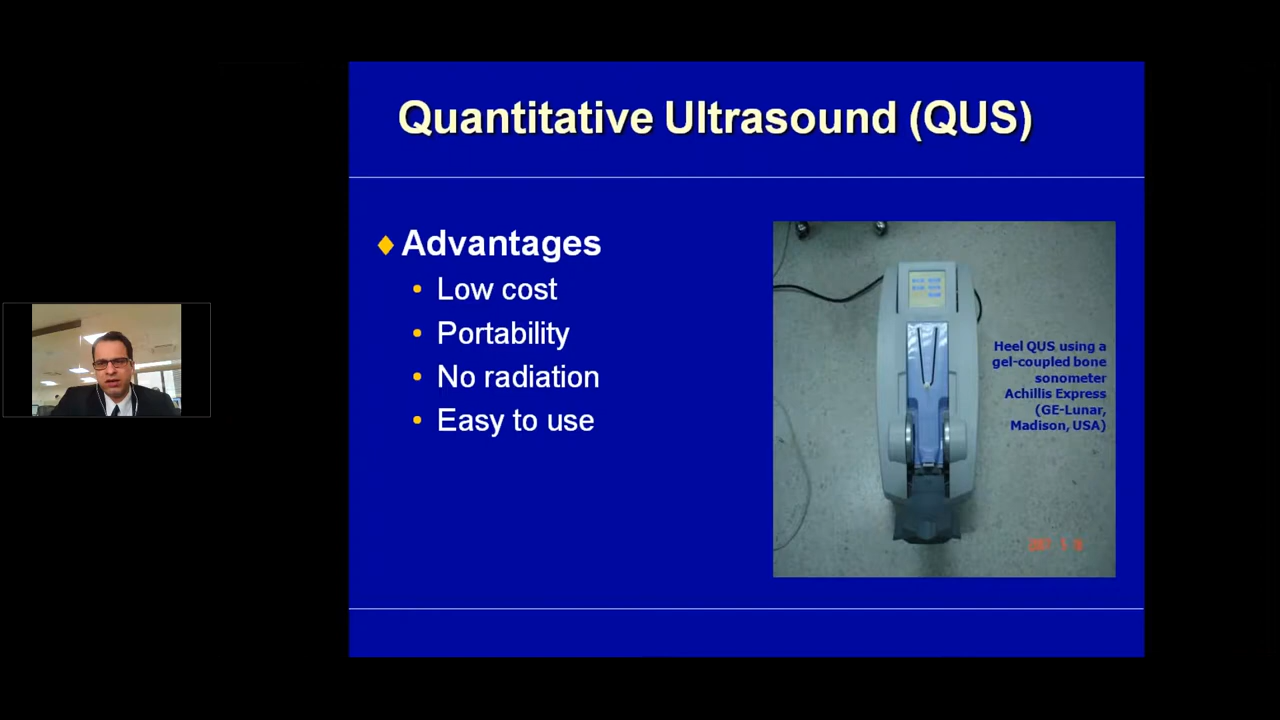 Quantitative Ultrasound (QUS)
Advantages
Low cost
Portability
No radiation
Easy to use
Heel QUS using a
gel-coupled bone
sonometer
Achillis Express
(GE-Lunar,
Madison, USA)